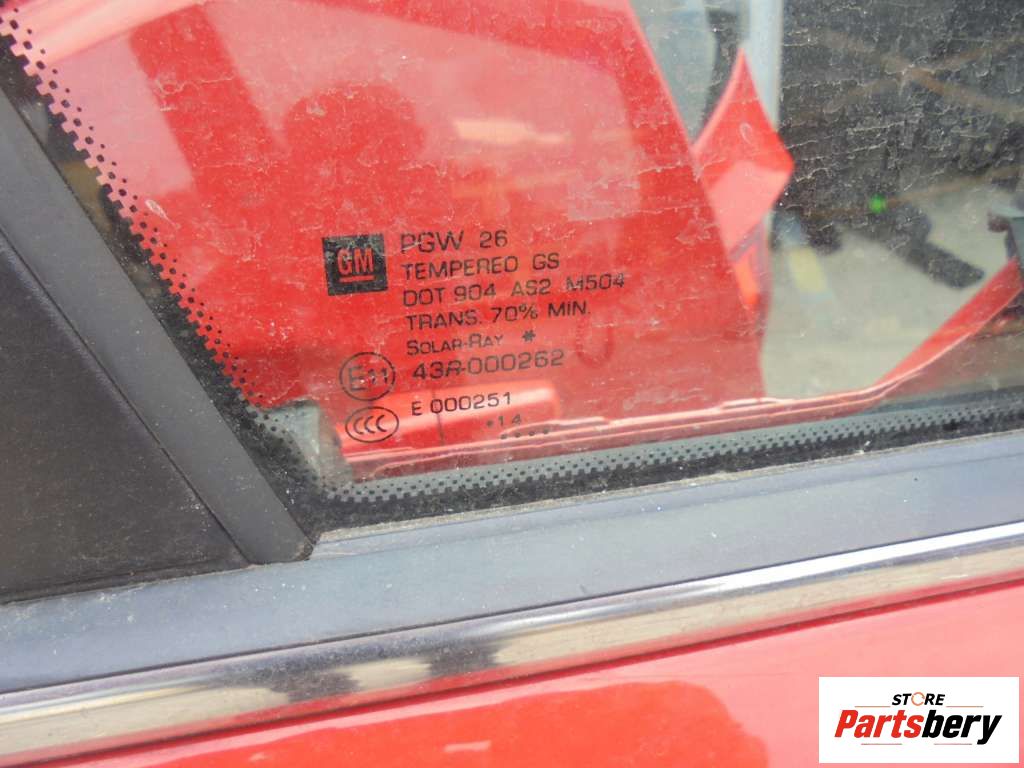 GM
PGW 26
TEMPERED GS
DOT 904 AS2 M504
TRANS. 70% MIN.
SOLAR-RAY *
E11 43R-000262
CCC E 000251
•14
••••
STORE
Partsbery